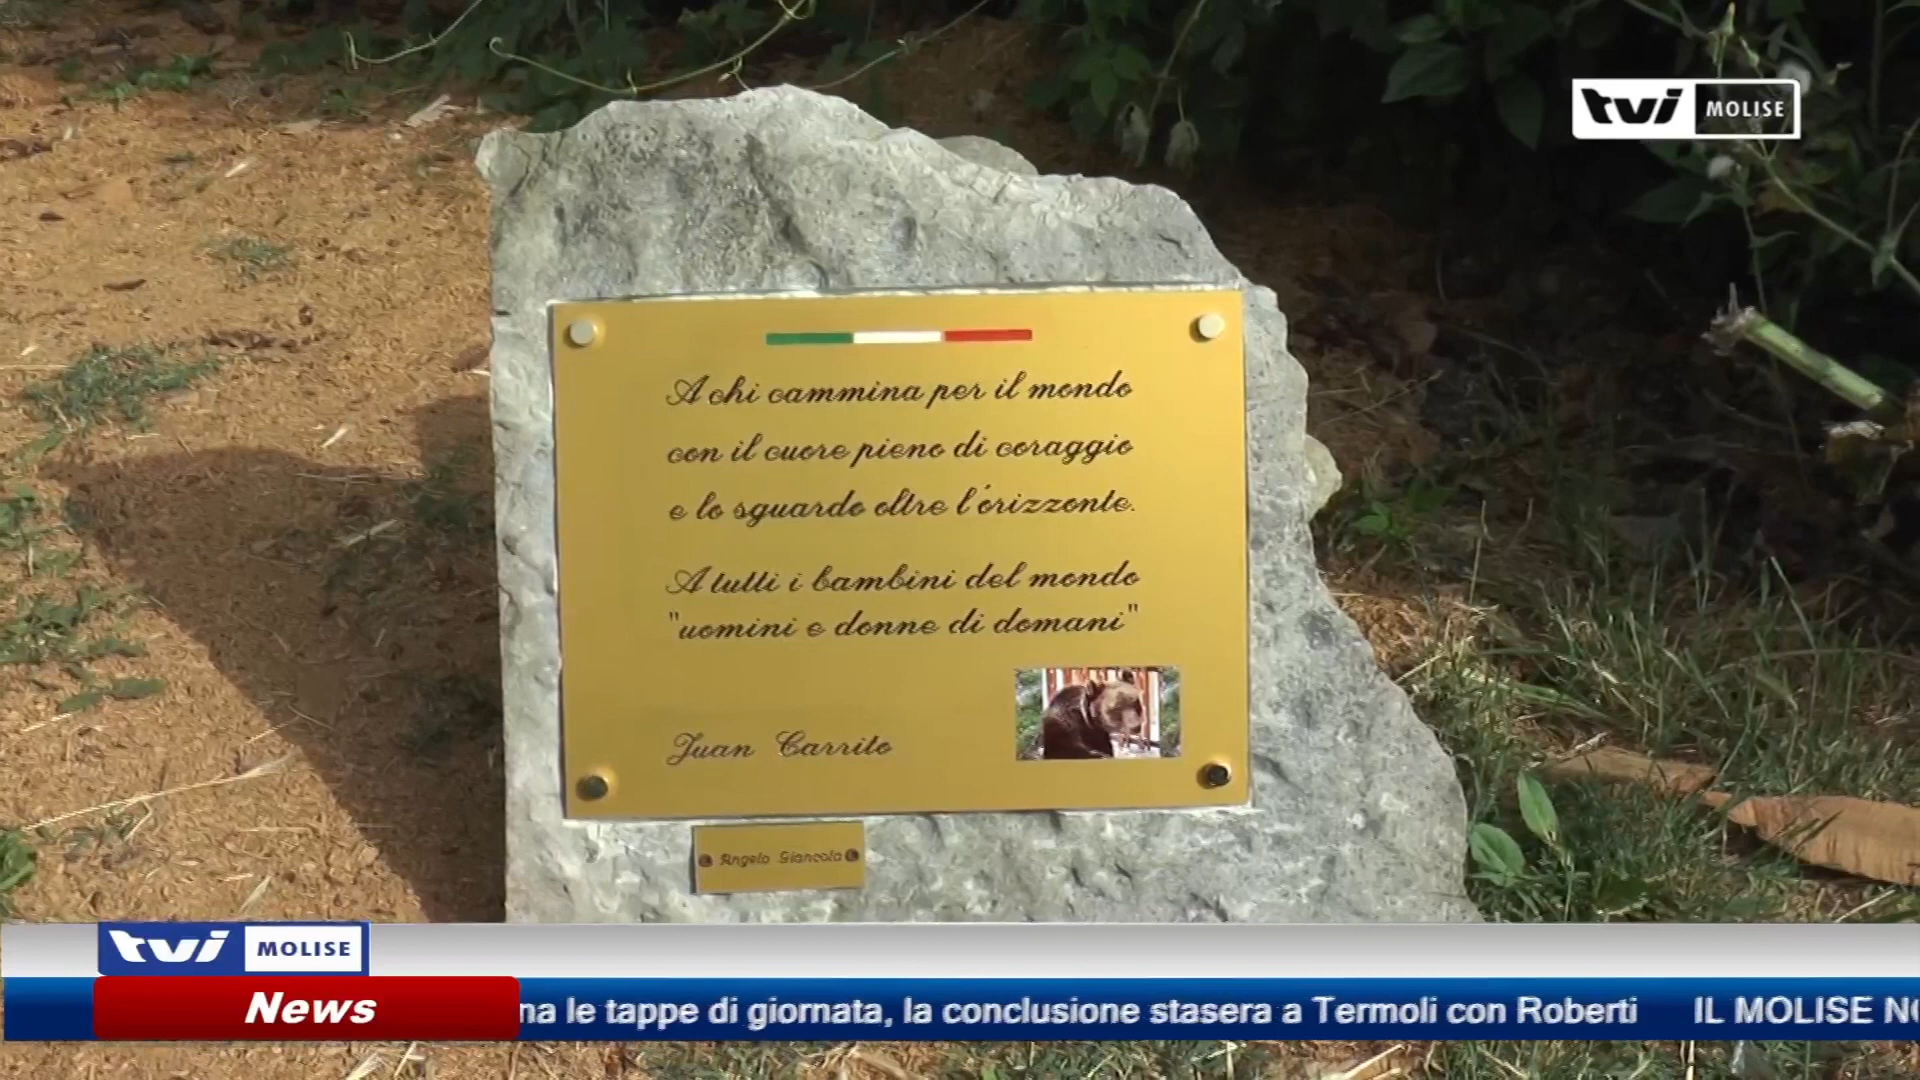 tvi MOLISE
A chi cammina per il mondo
con il cuore pieno di coraggio
e lo sguardo oltre l'orizzonte.
A tutti i bambini del mondo
"uomini e donne di domani"
Juan Carrito
Angelo Giancola
tvi MOLISE
News
na le tappe di giornata, la conclusione stasera a Termoli con Roberti IL MOLISE